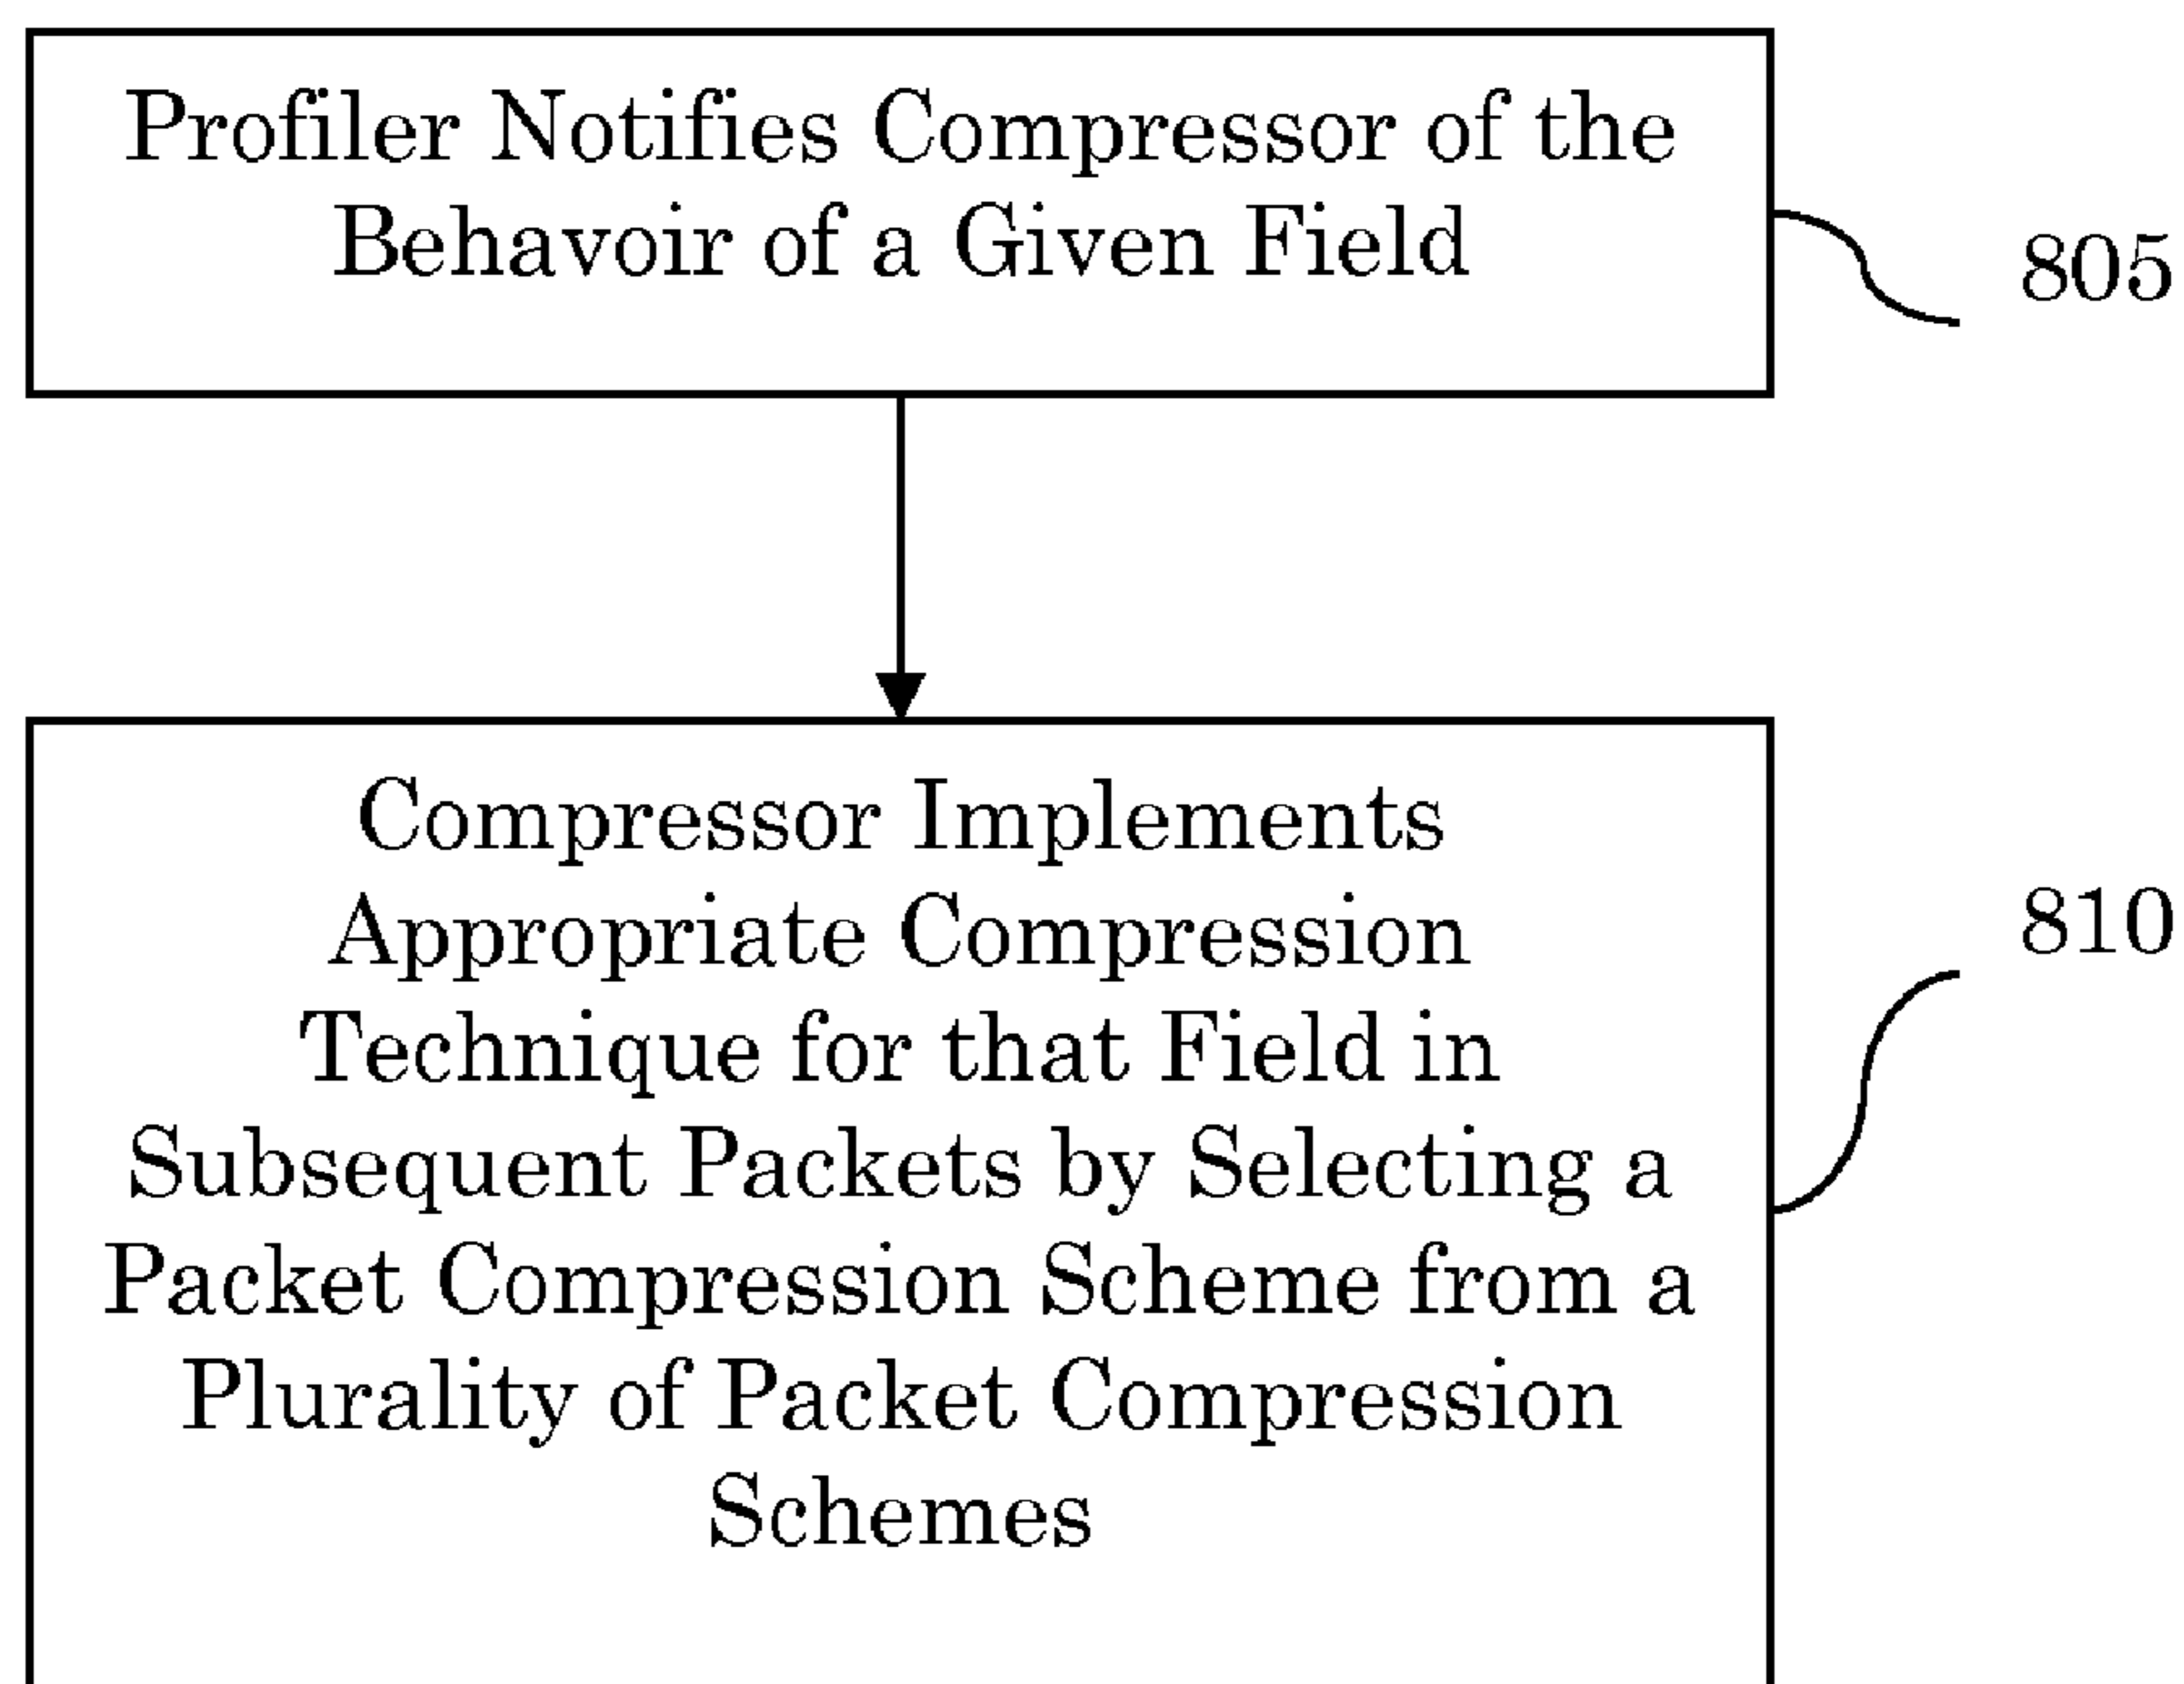 Profiler Notifies Compressor of the
Behavoir of a Given Field
805
Compressor Implements
Appropriate Compression
Technique for that Field in
Subsequent Packets by Selecting a
Packet Compression Scheme from a
Plurality of Packet Compression
Schemes
810